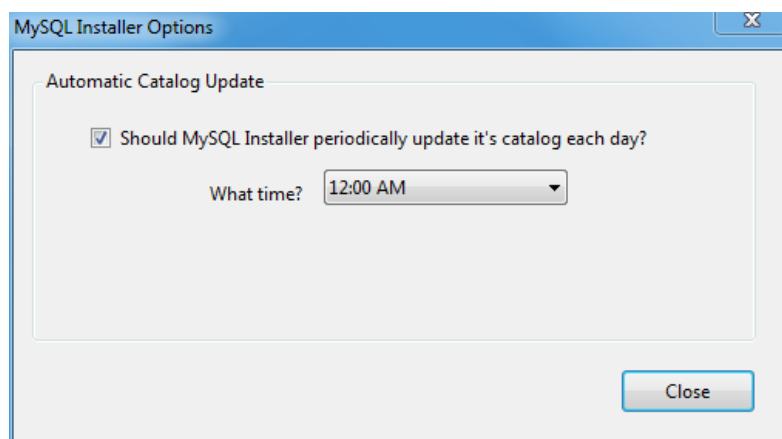 MySQL Installer Options
Automatic Catalog Update
Should MySQL Installer periodically update it's catalog each day?
What time? 12:00 AM
Close